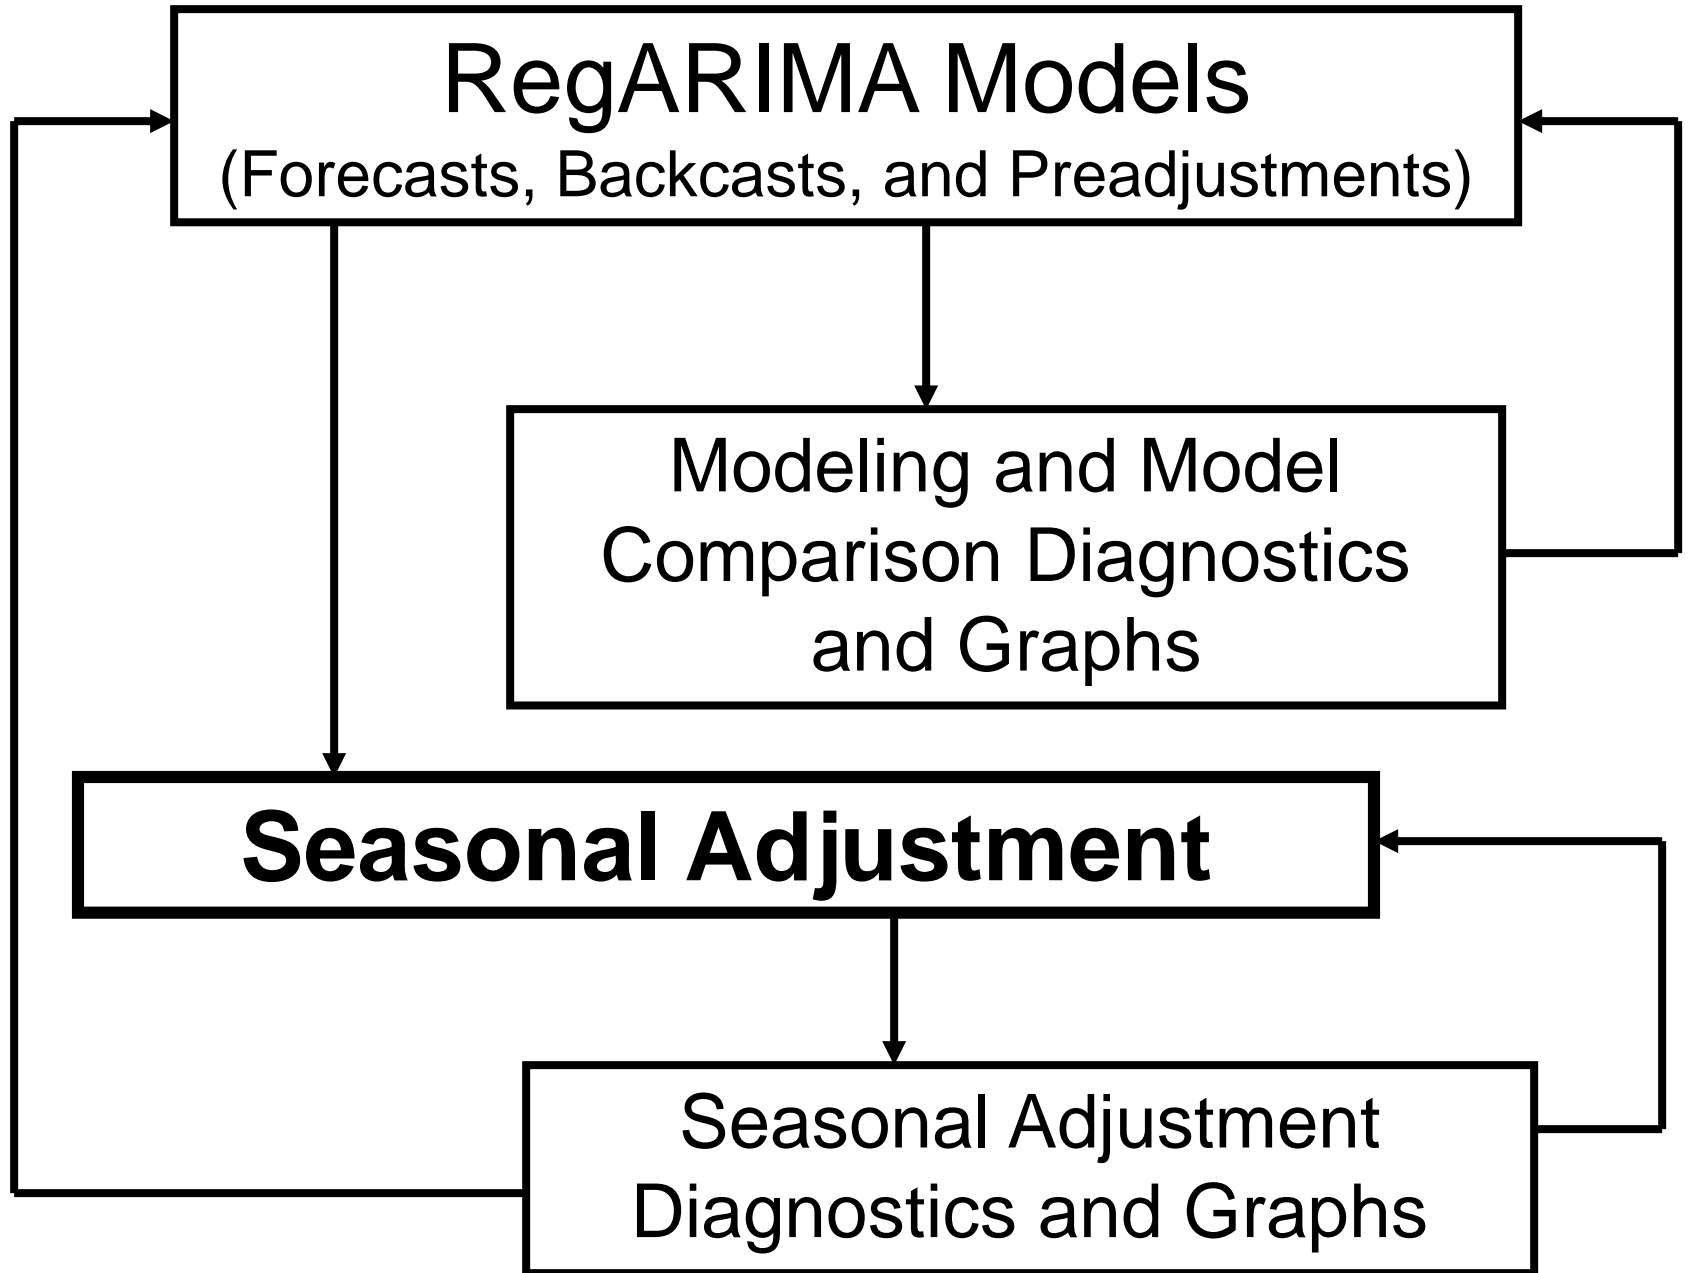 RegARIMA Models
(Forecasts, Backcasts, and Preadjustments)
Modeling and Model
Comparison Diagnostics
and Graphs
Seasonal Adjustment
Seasonal Adjustment
Diagnostics and Graphs